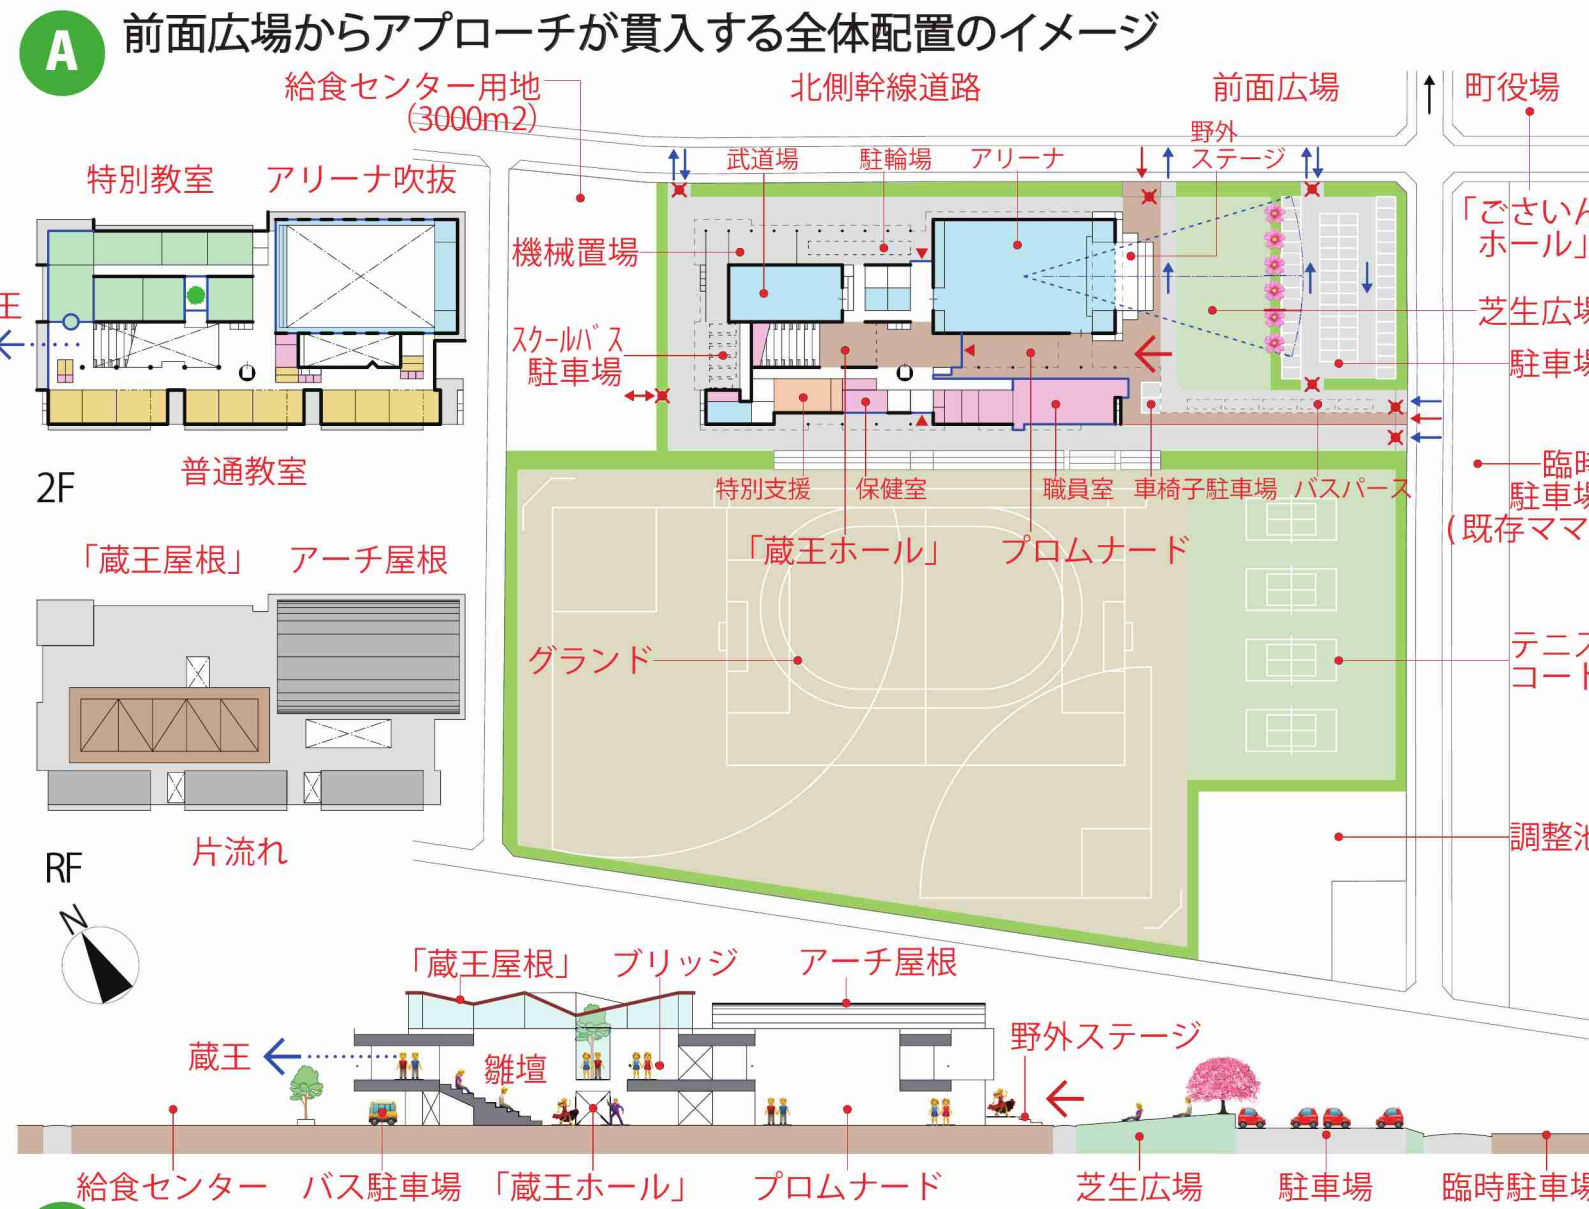 A
前面広場からアプローチが貫入する全体配置のイメージ
給食センター用地
(3000m2)
北側幹線道路
前面広場
町役場
野外
ステージ
武道場
駐輪場
アリーナ
特別教室
アリーナ吹抜
「ごさいん
ホール」
機械置場
王
芝生広場
スクールバス
駐車場
駐車場
普通教室
2F
特別支援
保健室
職員室
車椅子駐車場
バスパース
臨時
駐車場
(既存ママ
「蔵王屋根」
アーチ屋根
「蔵王ホール」
プロムナード
グランド
テニス
コート
片流れ
RF
調整池
N
「蔵王屋根」
ブリッジ
アーチ屋根
蔵王
雛壇
野外ステージ
給食センター
バス駐車場
「蔵王ホール」
プロムナード
芝生広場
駐車場
臨時駐車場